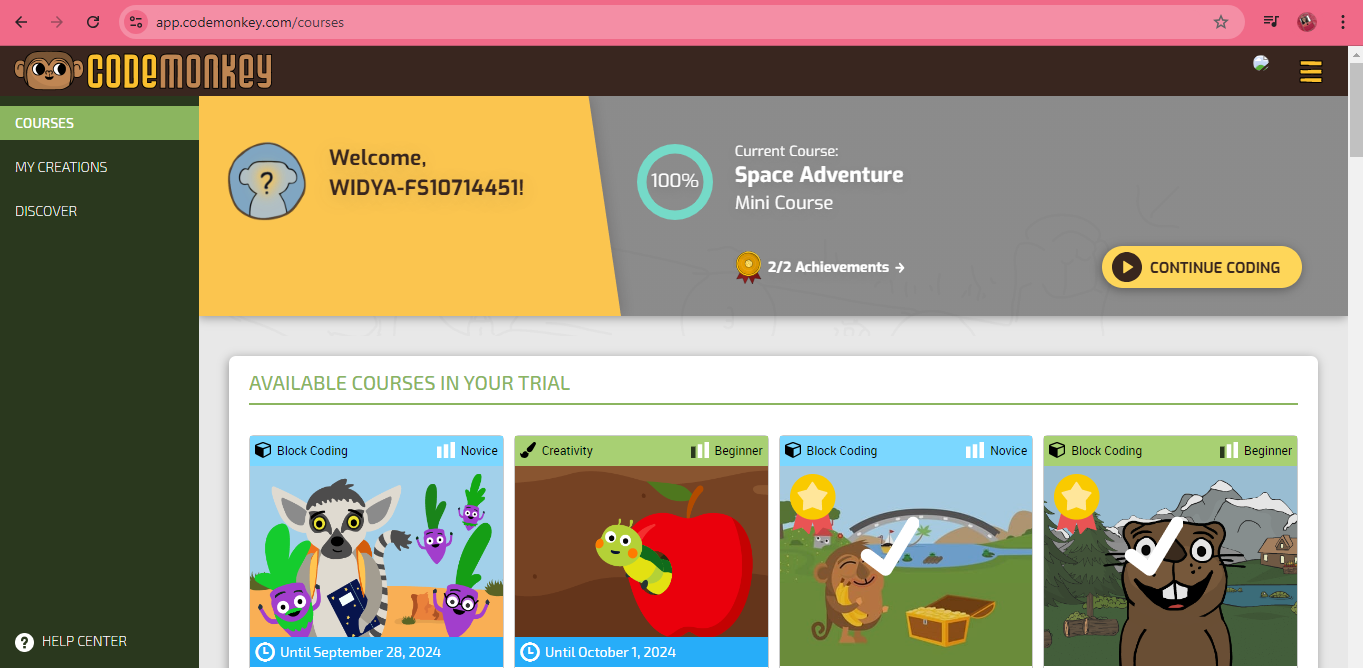 app.codemonkey.com/courses
CODEMONKEY
COURSES
MY CREATIONS
DISCOVER
HELP CENTER
Welcome,
WIDYA-FS10714451!
100%
Current Course:
Space Adventure
Mini Course
2/2 Achievements →
CONTINUE CODING
AVAILABLE COURSES IN YOUR TRIAL
Block Coding Novice
Until September 28, 2024
Creativity Beginner
Until October 1, 2024
Block Coding Novice
Block Coding Beginner